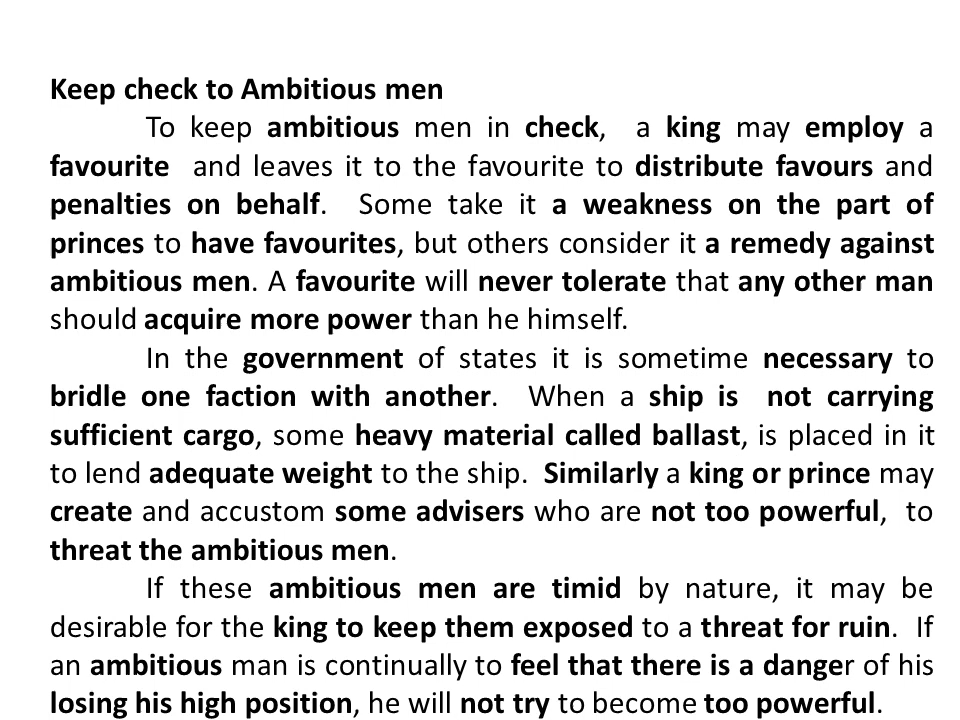 Keep check to Ambitious men
To keep ambitious men in check, a king may employ a
favourite and leaves it to the favourite to distribute favours and
penalties on behalf. Some take it a weakness on the part of
princes to have favourites, but others consider it a remedy against
ambitious men. A favourite will never tolerate that any other man
should acquire more power than he himself.
In the government of states it is sometime necessary to
bridle one faction with another. When a ship is not carrying
sufficient cargo, some heavy material called ballast, is placed in it
to lend adequate weight to the ship. Similarly a king or prince may
create and accustom some advisers who are not too powerful, to
threat the ambitious men.
If these ambitious men are timid by nature, it may be
desirable for the king to keep them exposed to a threat for ruin. If
an ambitious man is continually to feel that there is a danger of his
losing his high position, he will not try to become too powerful.